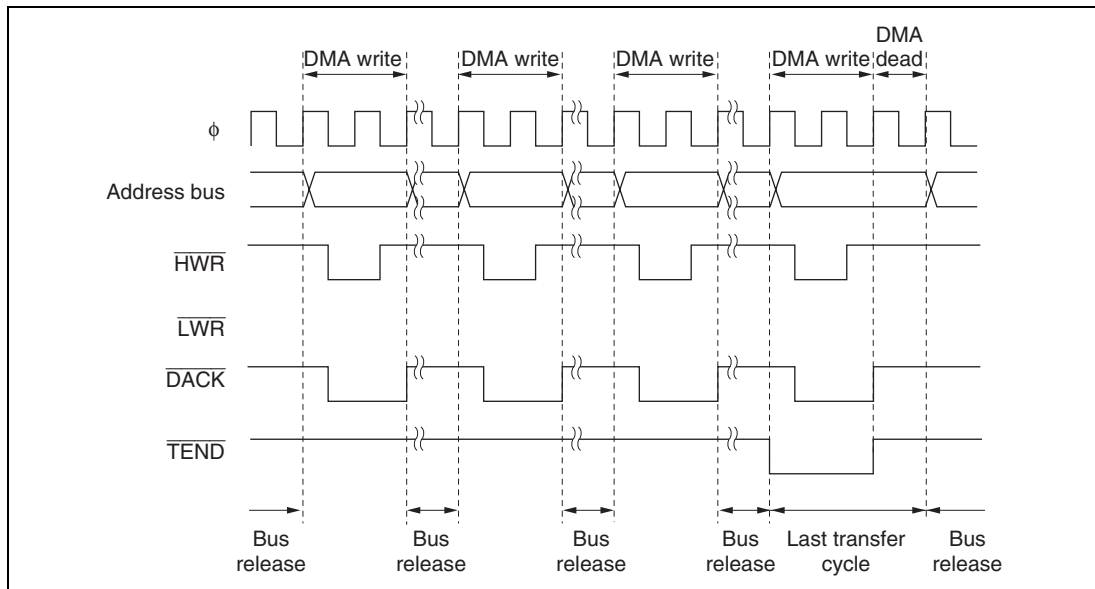 DMA
DMA write DMA write DMA write DMA write dead
φ
Address bus
HWR
LWR
DACK
TEND
Bus Bus Bus Bus Last transfer Bus
release release release release cycle release